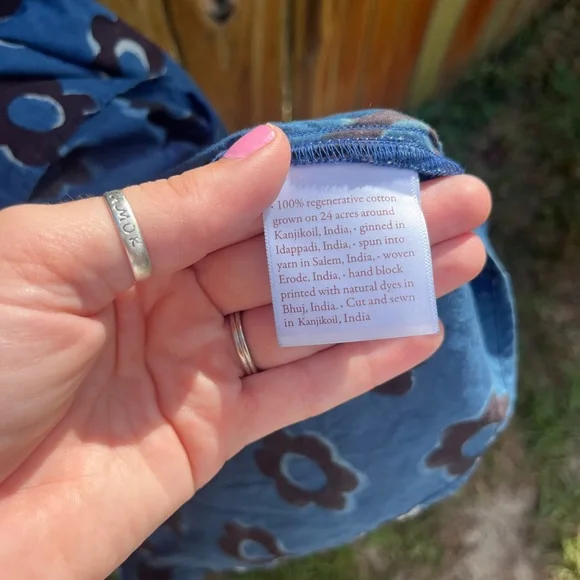 AMOK
· 100% regenerative cotton
grown on 24 acres around
Kanjikoil, India, · ginned in
Idappadi, India, · spun into
yarn in Salem, India, · woven
Erode, India, · hand block
printed with natural dyes in
Bhuj, India. , Cut and sewn
in Kanjikoil, India